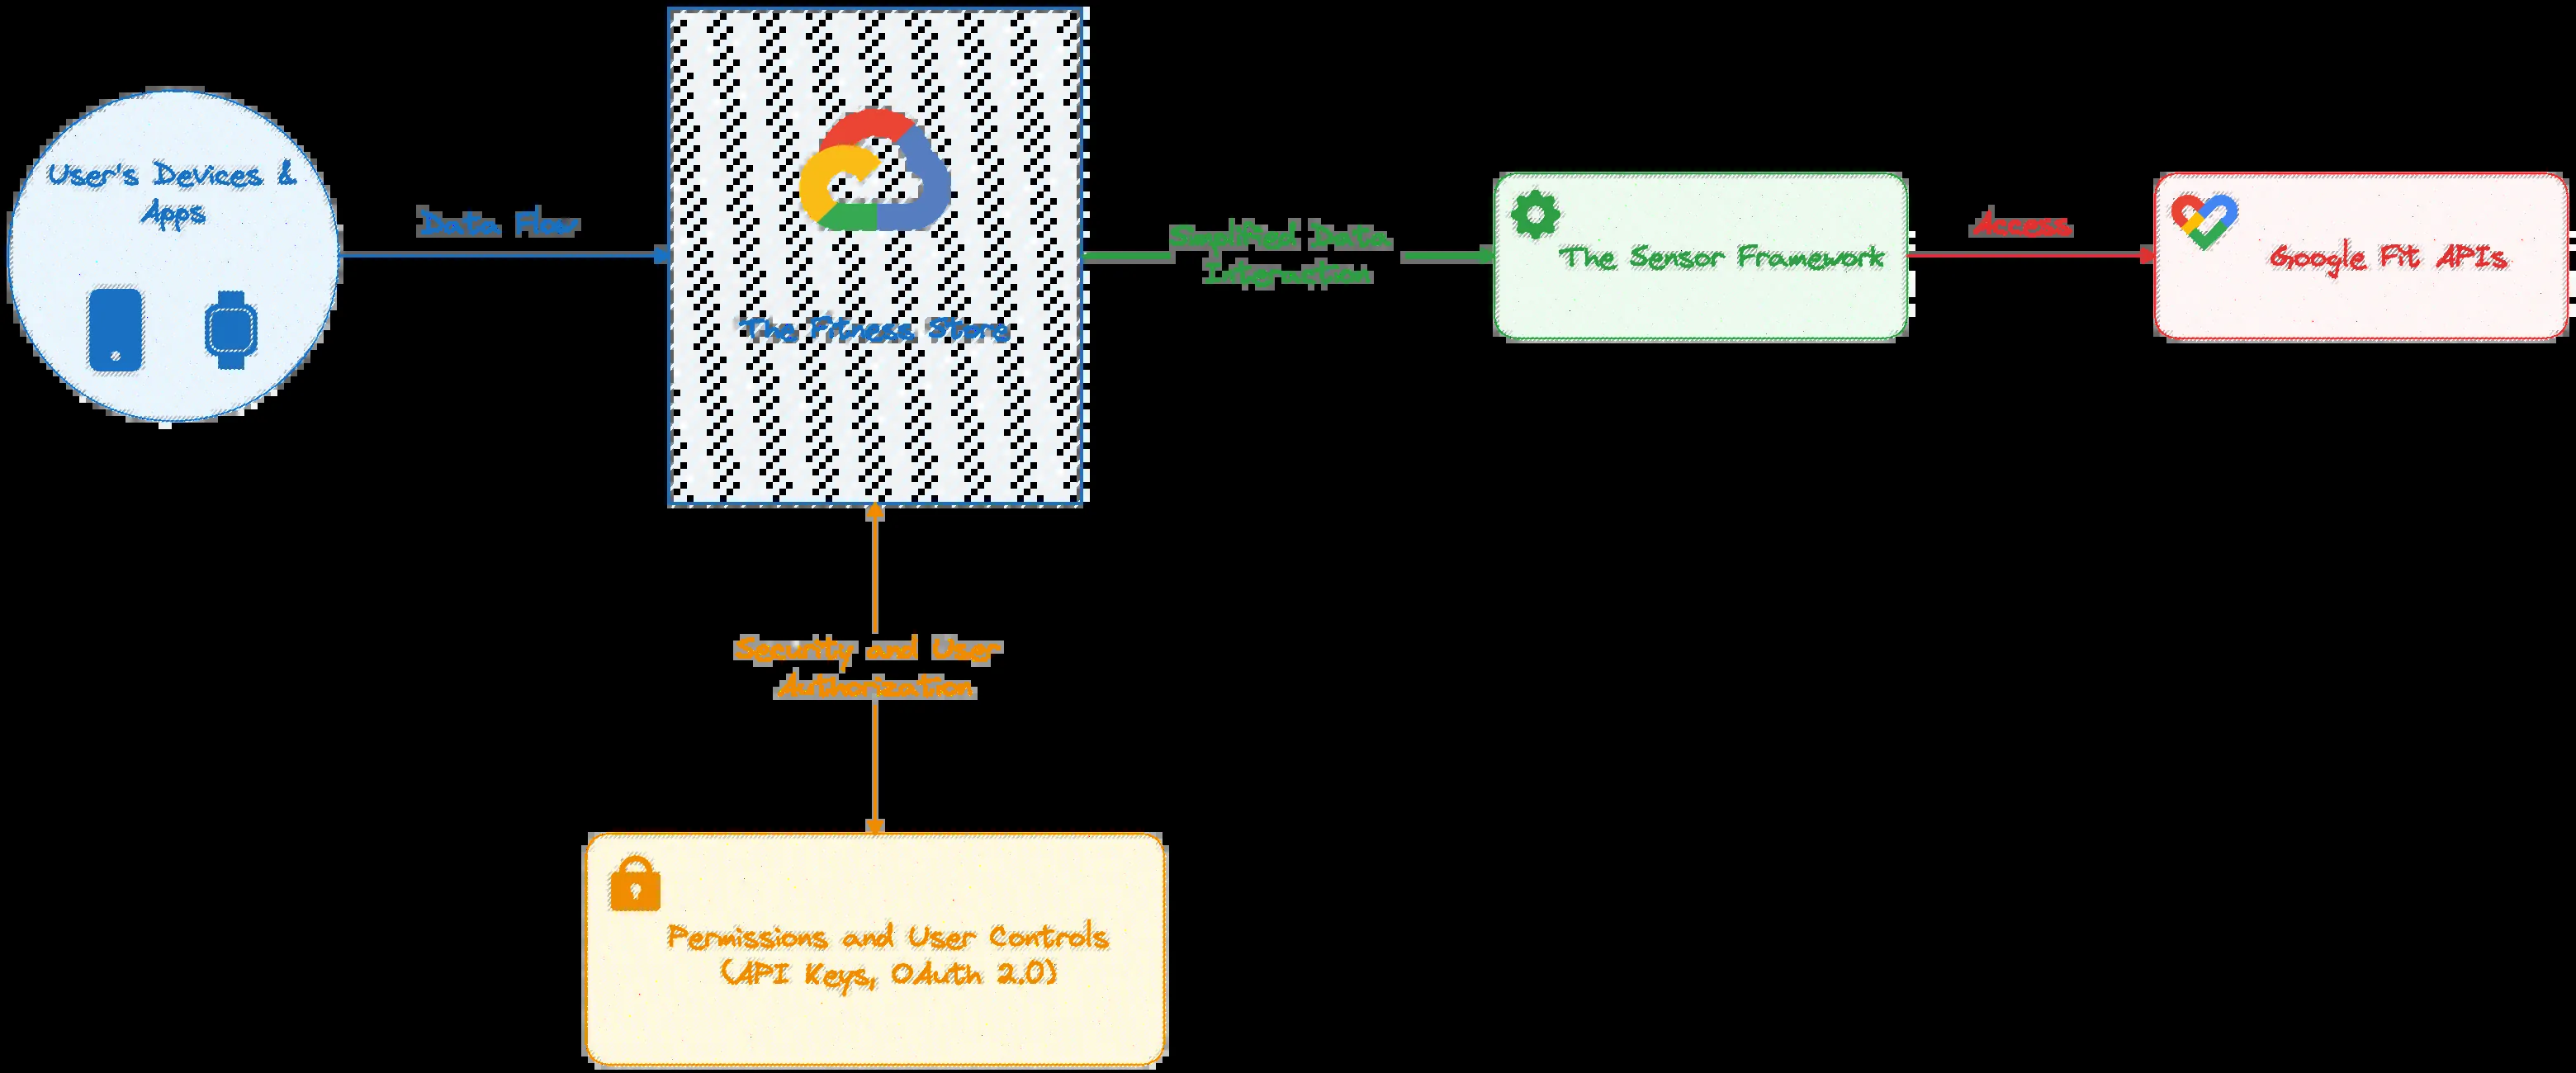 User's Devices &
Apps
Data Flow
The Fitness Store
Simplified Data
Interaction
The Sensor Framework
Access
Google Fit APIs
Security and User
Authorization
Permissions and User Controls
(API Keys, OAuth 2.0)